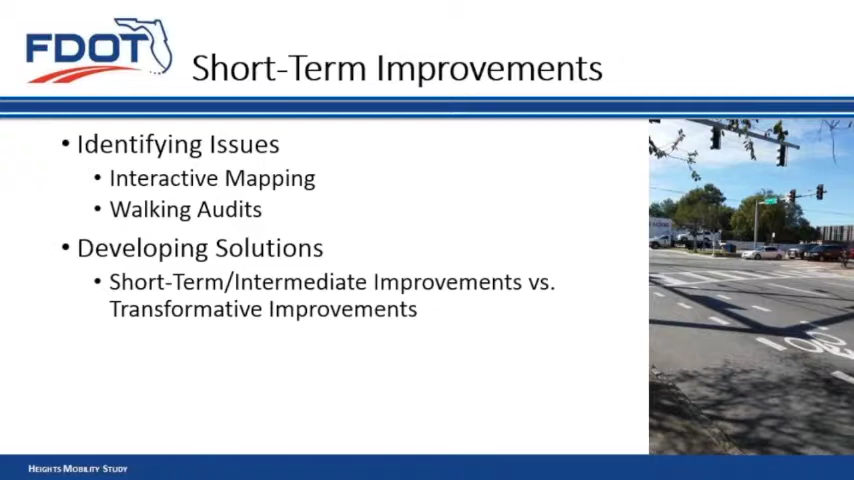 FDOT
Short-Term Improvements
• Identifying Issues
• Interactive Mapping
• Walking Audits
• Developing Solutions
• Short-Term/Intermediate Improvements vs.
Transformative Improvements
Heights Mobility Study